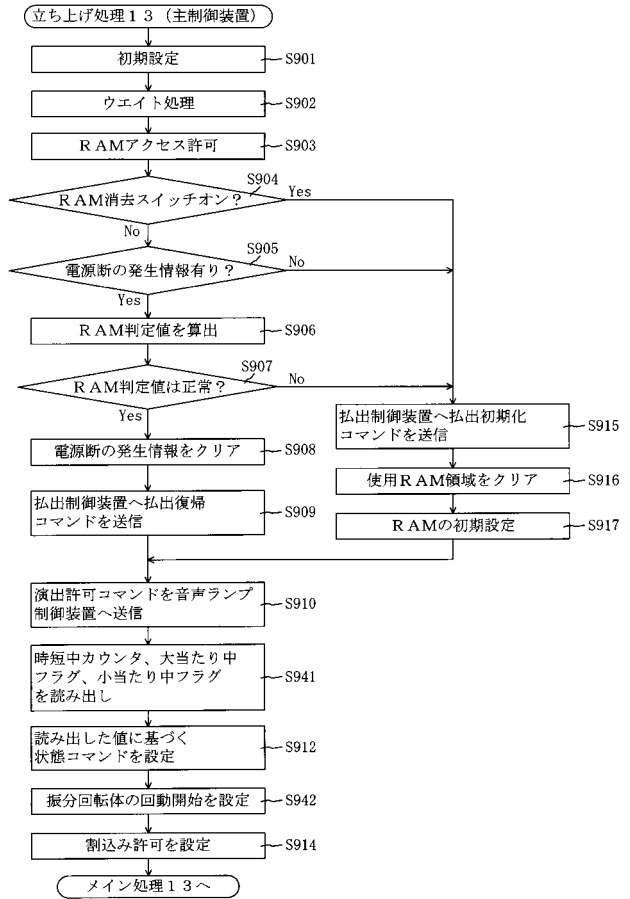 立ち上げ処理１３（主制御装置）
初期設定
S901
ウエイト処理
S902
ＲＡＭアクセス許可
S903
S904
ＲＡＭ消去スイッチオン？
Yes
No
S905
電源断の発生情報有り？
No
Yes
ＲＡＭ判定値を算出
S906
S907
ＲＡＭ判定値は正常？
No
Yes
電源断の発生情報をクリア
S908
払出制御装置へ払出復帰
コマンドを送信
S909
払出制御装置へ払出初期化
コマンドを送信
S915
使用ＲＡＭ領域をクリア
S916
ＲＡＭの初期設定
S917
演出許可コマンドを音声ランプ
制御装置へ送信
S910
時短中カウンタ、大当たり中
フラグ、小当たり中フラグ
を読み出し
S941
読み出した値に基づく
状態コマンドを設定
S912
振分回転体の回動開始を設定
S942
割込み許可を設定
S914
メイン処理１３へ